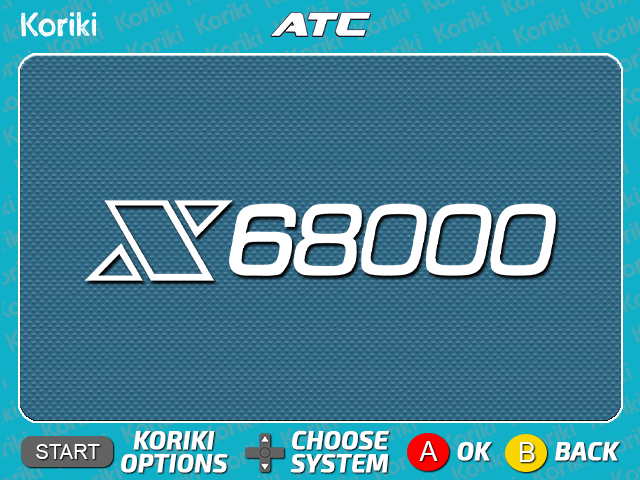 Koriki
ATC
X68000
START
KORIKI
OPTIONS
CHOOSE
SYSTEM
A
OK
B
BACK